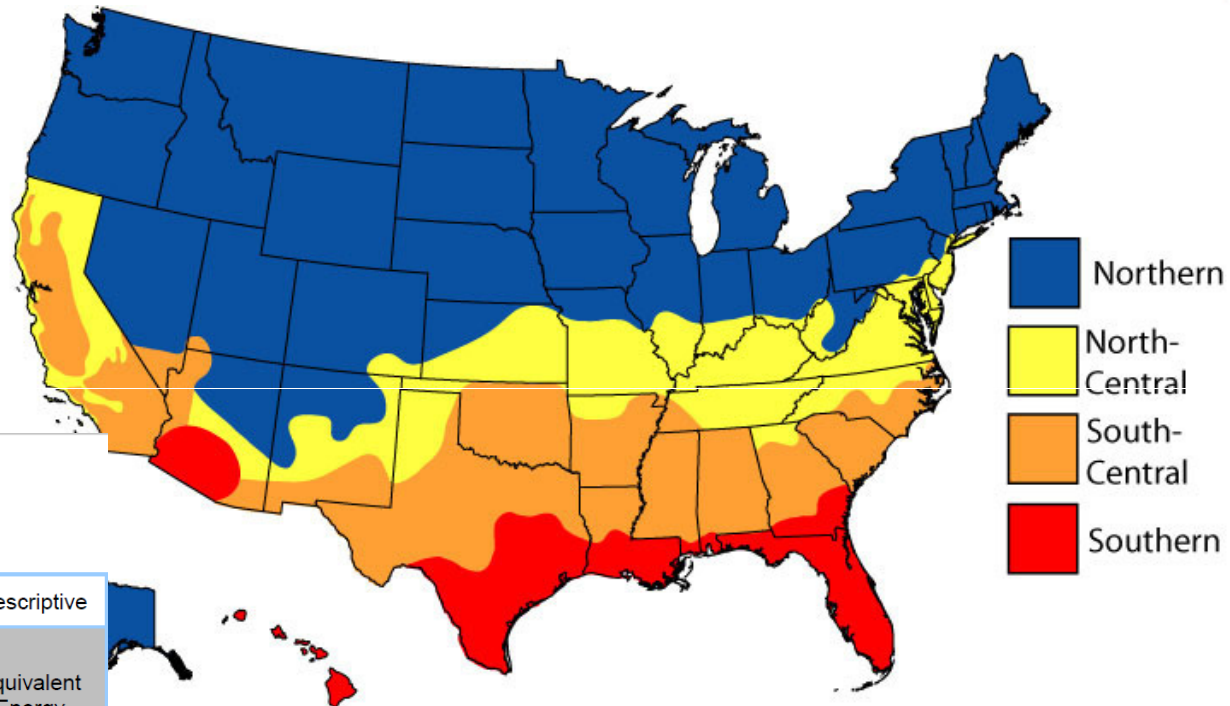 Northern
North-
Central
South-
Central
Southern
escriptive
quivalent